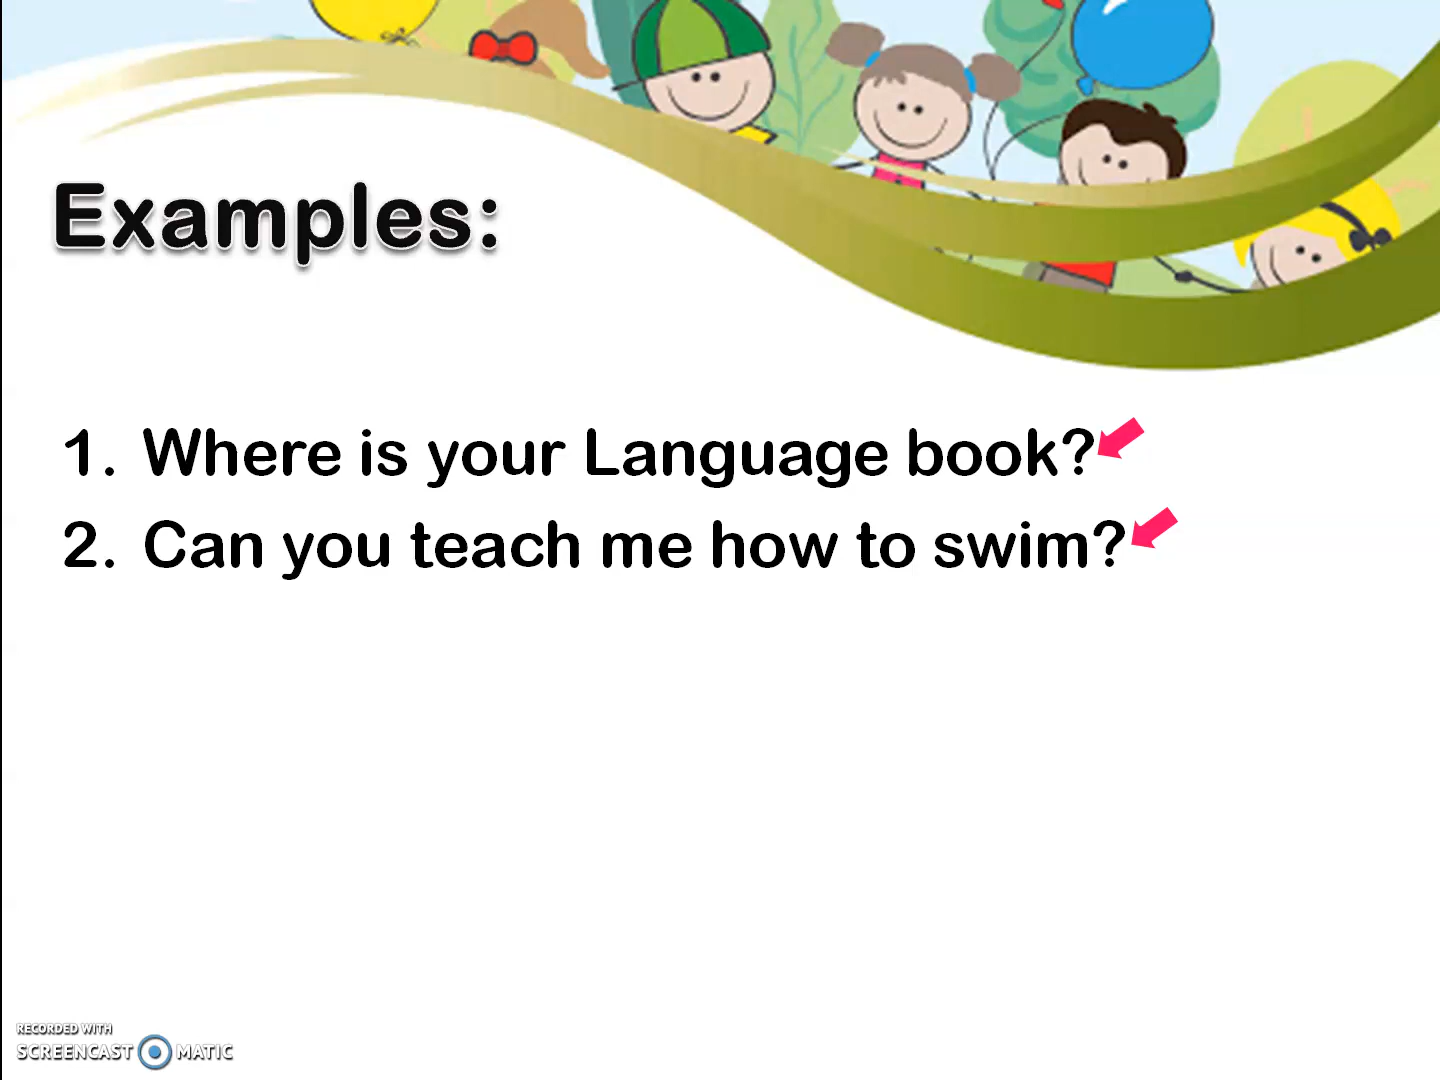 Examples:
1. Where is your Language book?
2. Can you teach me how to swim?
RECORDED WITH
SCREENCAST MATIC